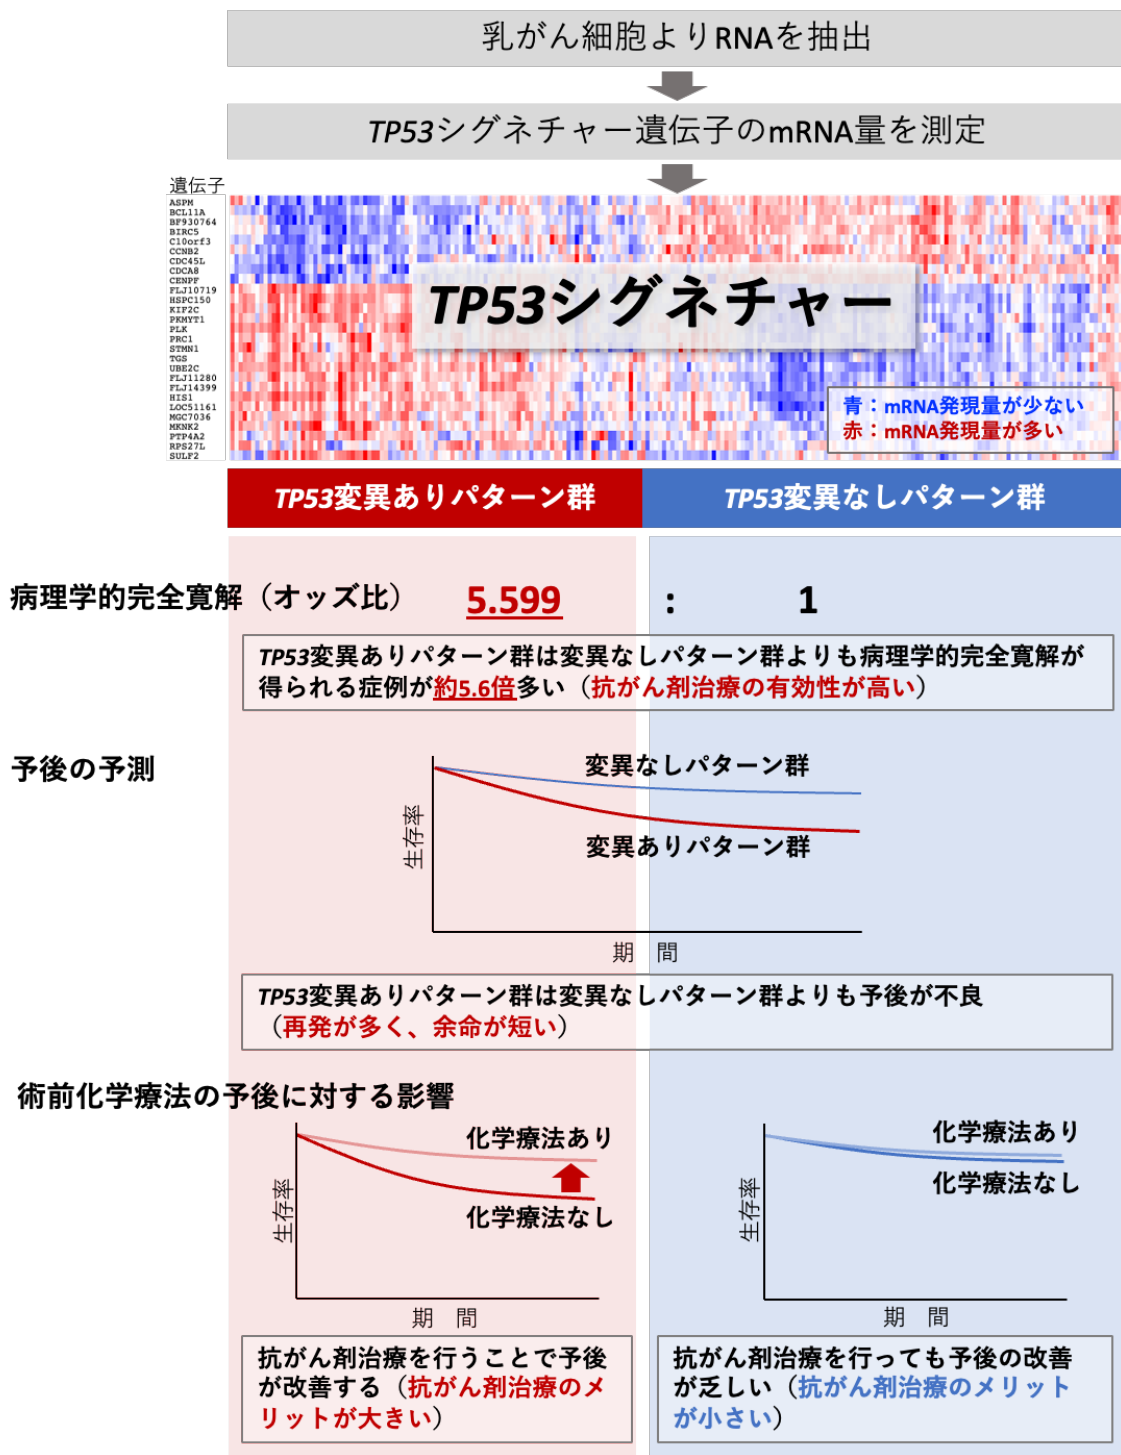 乳がん細胞よりRNAを抽出
TP53シグネチャー遺伝子のmRNA量を測定
遺伝子
ASPM
BCL11A
BF930764
BIRC5
C10orf3
CCNB2
CDC45L
CDCA8
CENPF
FLJ10719
HSPC150
KIF2C
PKMYT1
PLK
PRC1
STMN1
TGS
UBE2C
FLJ11280
FLJ14399
HIS1
LOC51161
MGC7036
MKNK2
PTP4A2
RPS27L
SULF2
TP53シグネチャー
青：mRNA発現量が少ない
赤：mRNA発現量が多い
TP53変異ありパターン群
TP53変異なしパターン群
病理学的完全寛解（オッズ比） 5.599 : 1
TP53変異ありパターン群は変異なしパターン群よりも病理学的完全寛解が
得られる症例が約5.6倍多い（抗がん剤治療の有効性が高い）
予後の予測
変異なしパターン群
変異ありパターン群
生存率
期　間
TP53変異ありパターン群は変異なしパターン群よりも予後が不良
（再発が多く、余命が短い）
術前化学療法の予後に対する影響
化学療法あり
化学療法なし
生存率
期　間
化学療法あり
化学療法なし
生存率
期　間
抗がん剤治療を行うことで予後
が改善する（抗がん剤治療のメ
リットが大きい）
抗がん剤治療を行っても予後の改善
が乏しい（抗がん剤治療のメリット
が小さい）